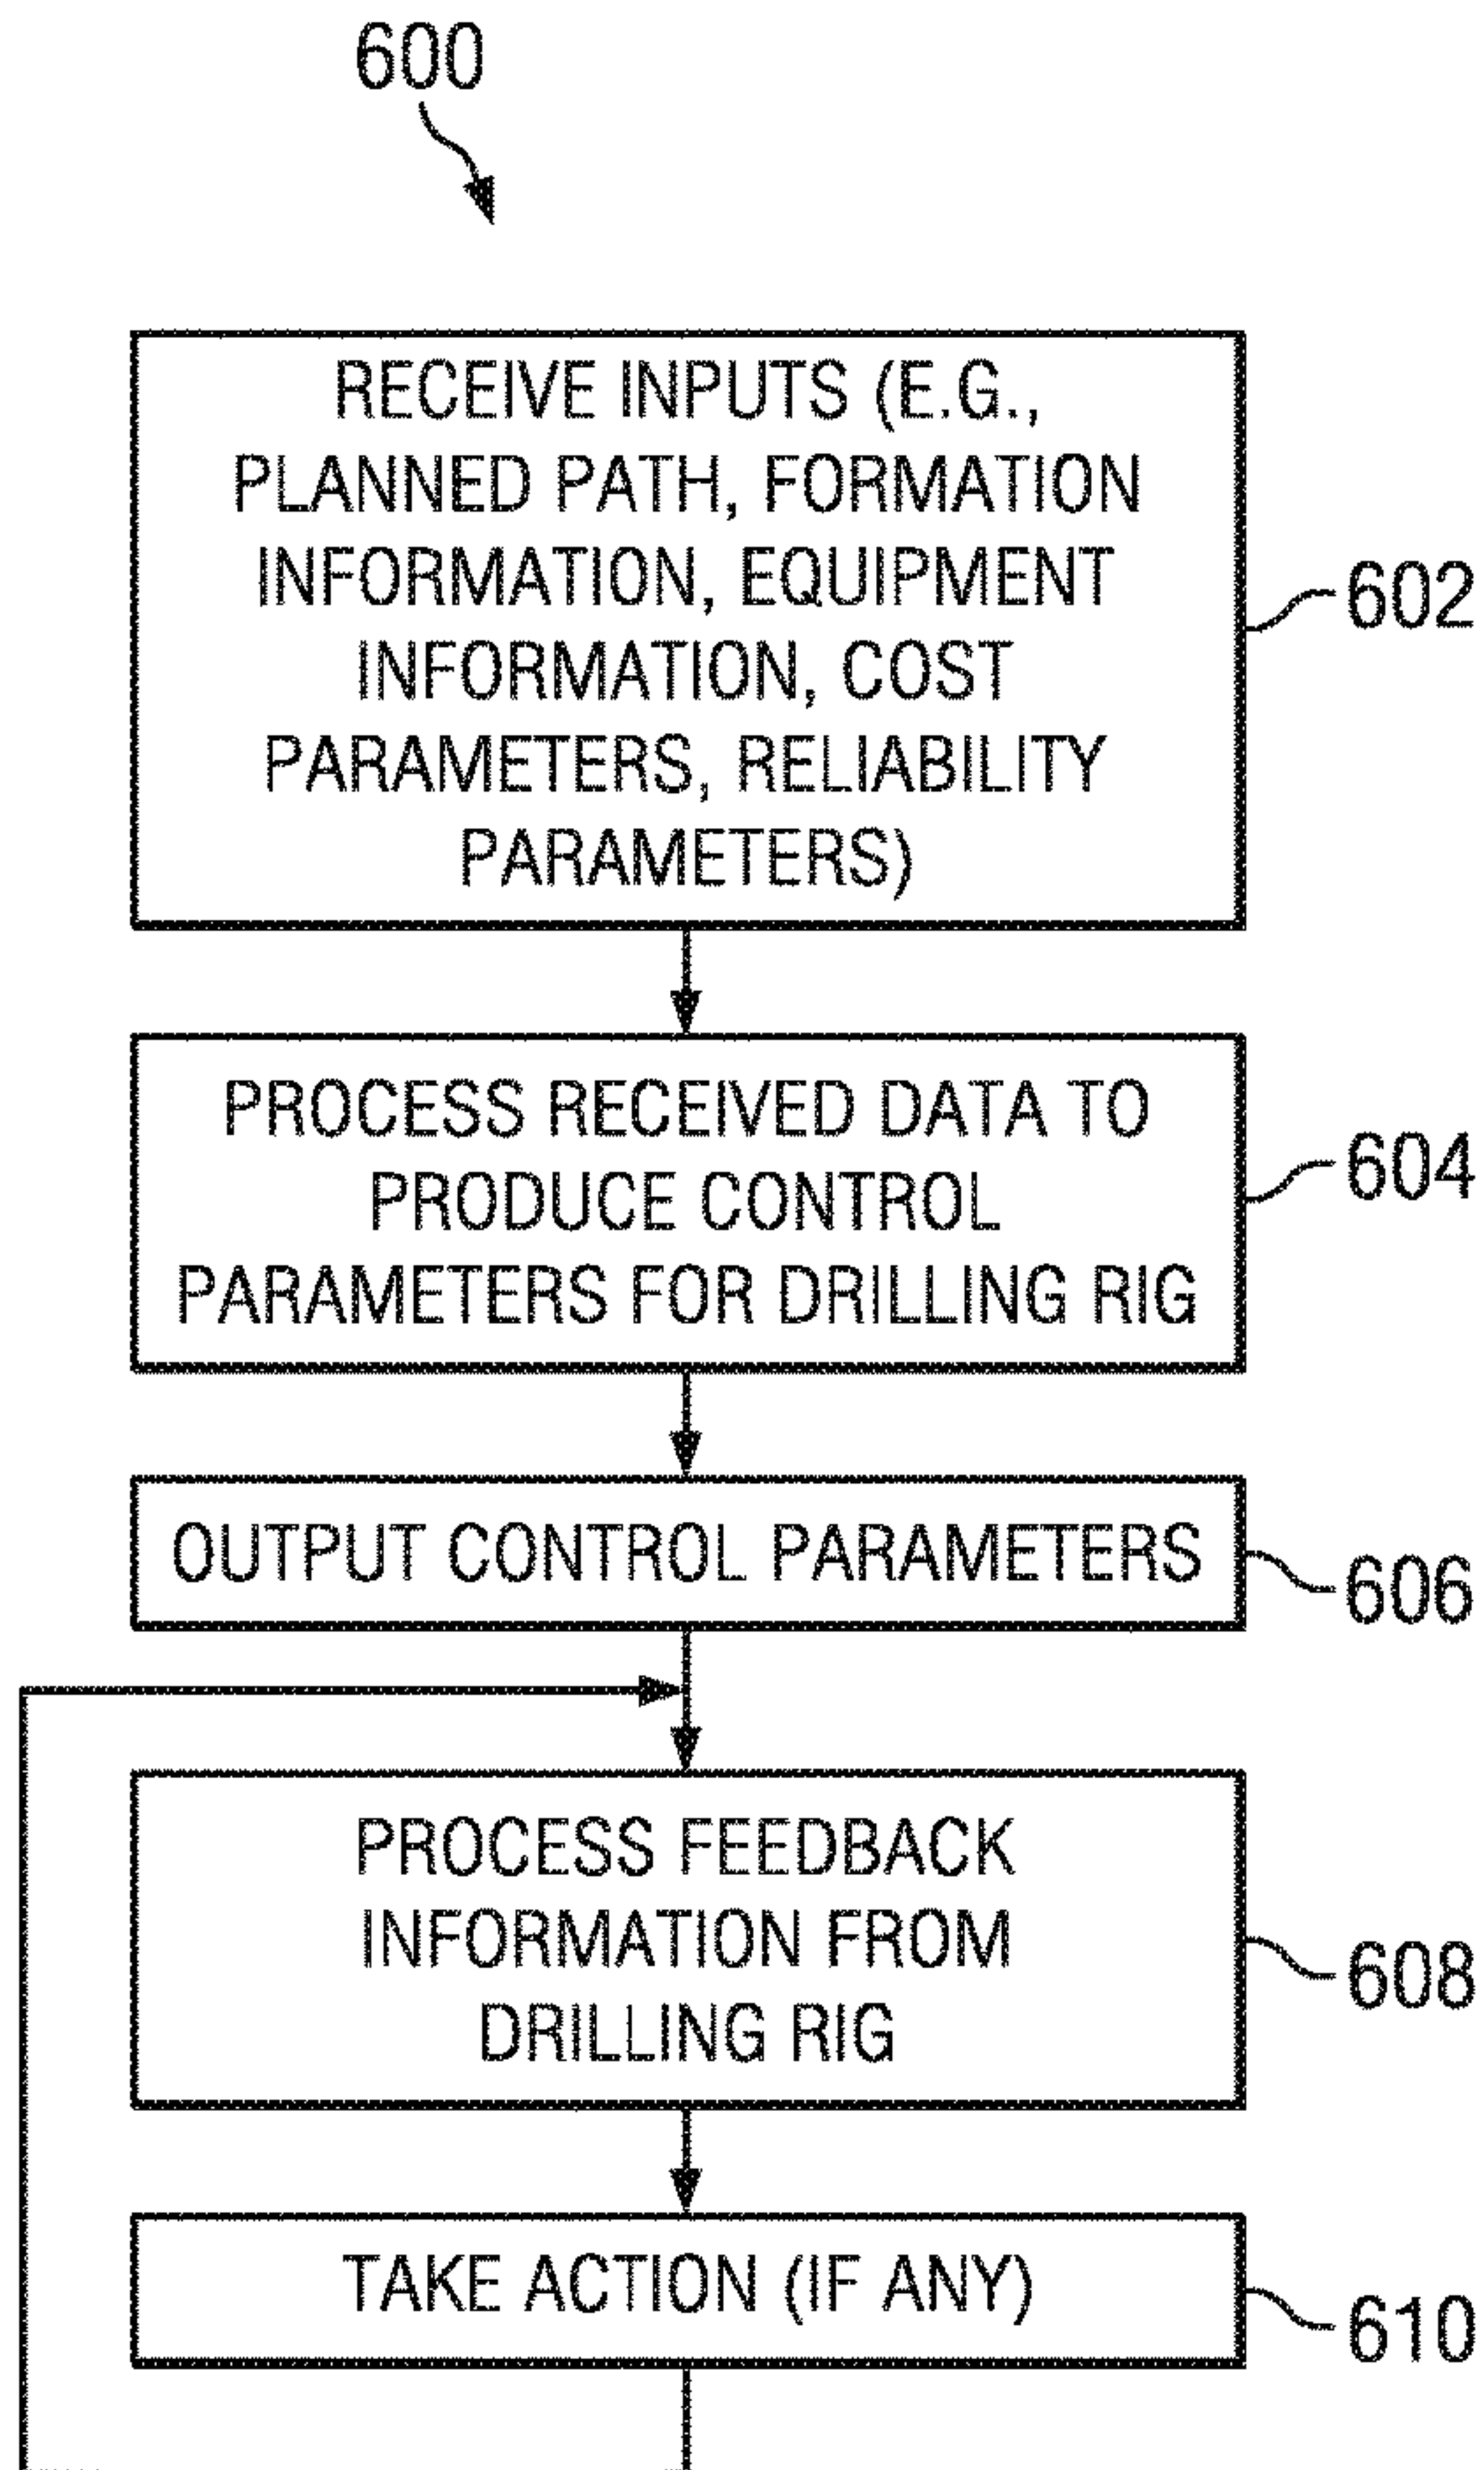 600
RECEIVE INPUTS (E.G.,
PLANNED PATH, FORMATION
INFORMATION, EQUIPMENT
INFORMATION, COST
PARAMETERS, RELIABILITY
PARAMETERS)
602
PROCESS RECEIVED DATA TO
PRODUCE CONTROL
PARAMETERS FOR DRILLING RIG
604
OUTPUT CONTROL PARAMETERS
606
PROCESS FEEDBACK
INFORMATION FROM
DRILLING RIG
608
TAKE ACTION (IF ANY)
610